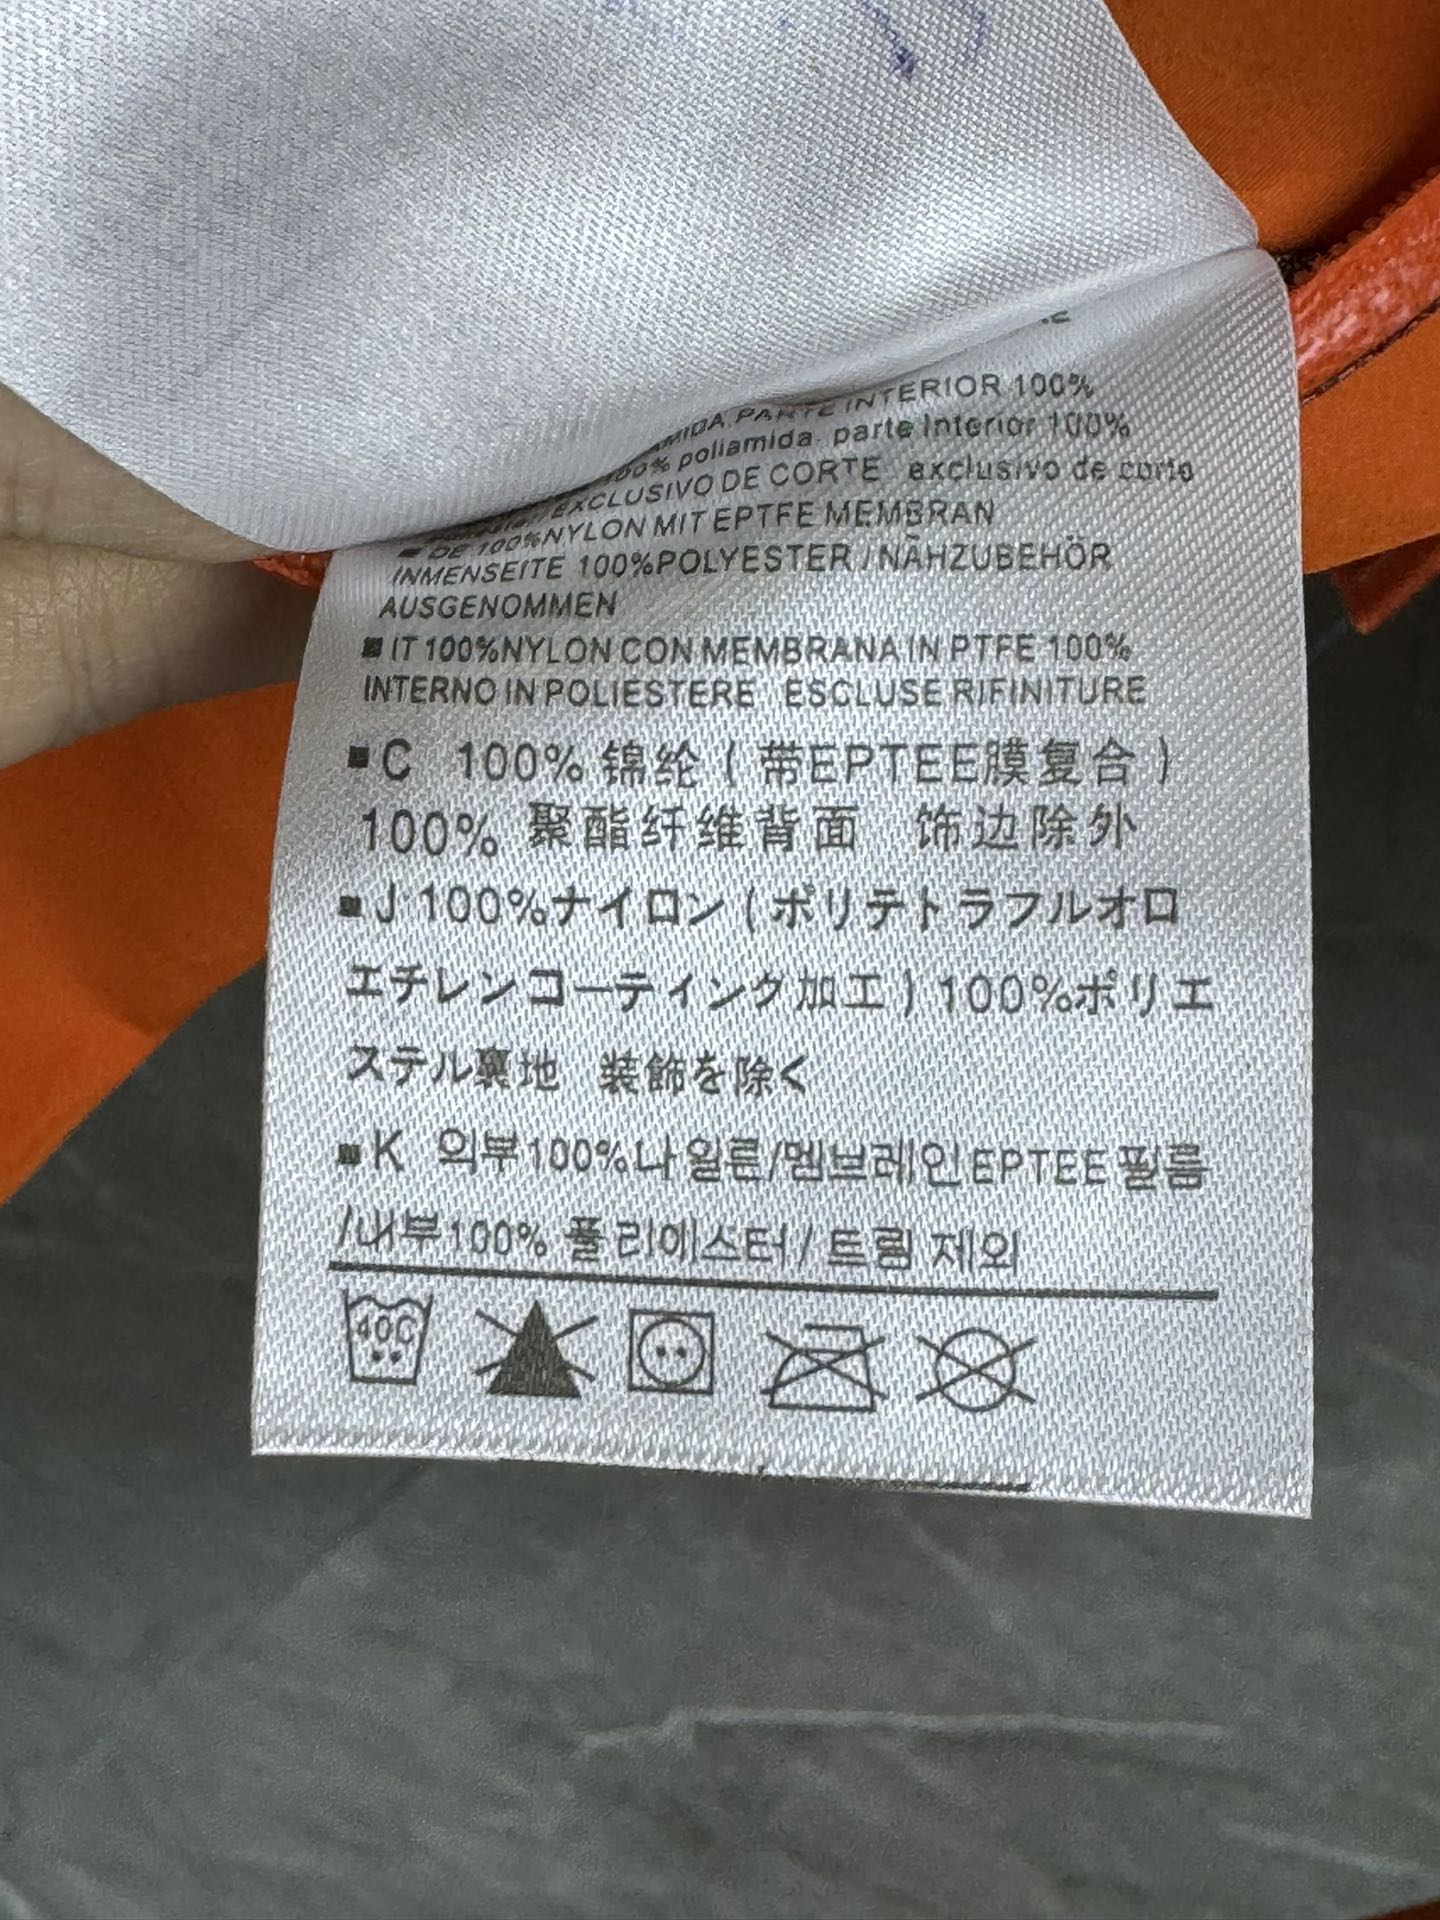 PARTE INTERIOR 100%
100% poliamida parte Interior 100%
EXCLUSIVO DE CORTE exclusivo de corte
■ DE 100%NYLON MIT EPTFE MEMBRAN
INMENSEITE 100%POLYESTER / NÄHZUBEHÖR
AUSGENOMMEN
■ IT 100%NYLON CON MEMBRANA IN PTFE 100%
INTERNO IN POLIESTERE ESCLUSE RIFINITURE
■C 100% 锦纶 ( 带EPTEE膜复合 )
100% 聚酯纤维背面 饰边除外
■J 100%ナイロン ( ポリテトラフルオロ
エチレンコーティング加工 ) 100%ポリエ
ステル裏地 装飾を除く
■K 외부100%나일론/멤브레인EPTEE필름
/내부100% 폴리에스터/ 트림 제외
40C